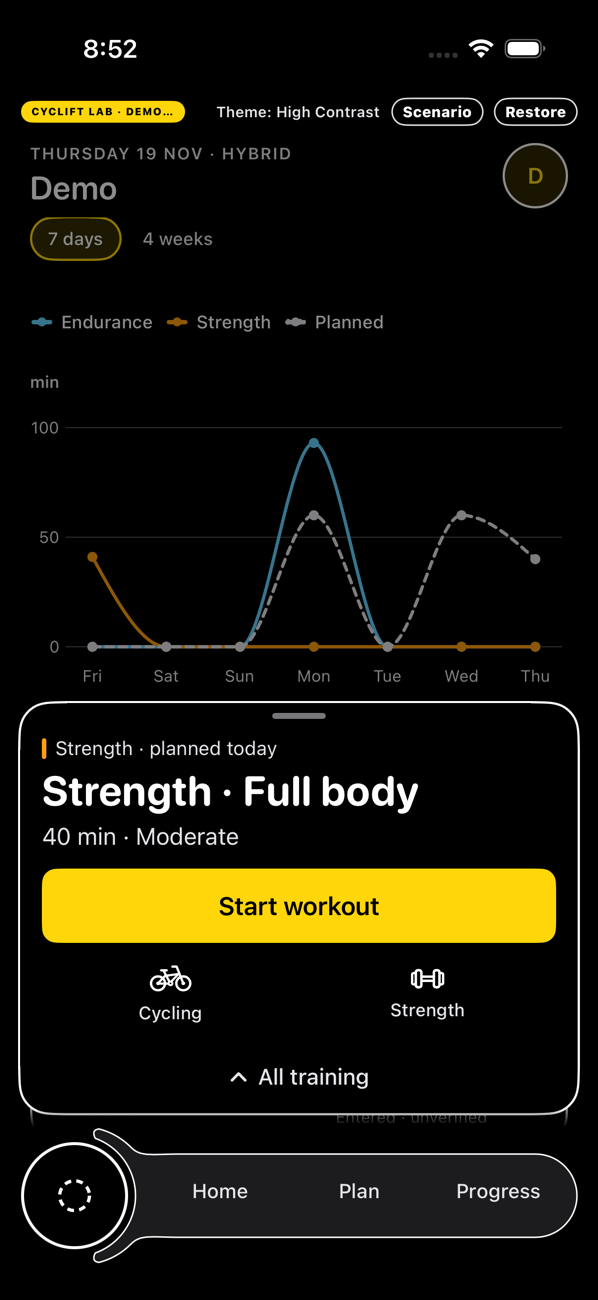 8:52
CYCLIFT LAB · DEMO…
Theme: High Contrast
Scenario
Restore
THURSDAY 19 NOV · HYBRID
Demo
D
7 days
4 weeks
Endurance
Strength
Planned
min
100
50
0
Fri Sat Sun Mon Tue Wed Thu
Strength · planned today
Strength · Full body
40 min · Moderate
Start workout
Cycling
Strength
All training
Entered · unverified
Home
Plan
Progress